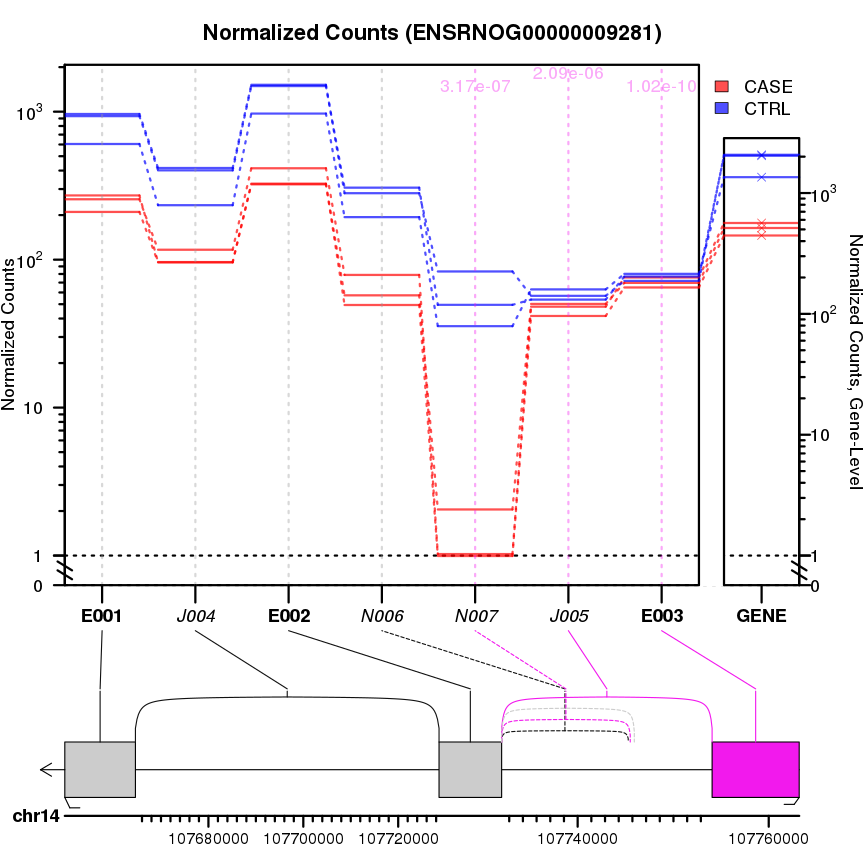 Normalized Counts (ENSRNOG00000009281)
3.17e-07
2.09e-06
1.02e-10
CASE
CTRL
10³
10²
10
1
0
Normalized Counts
10³
10²
10
1
0
Normalized Counts, Gene-Level
E001 J004 E002 N006 N007 J005 E003 GENE
chr14
107680000 107700000 107720000 107740000 107760000